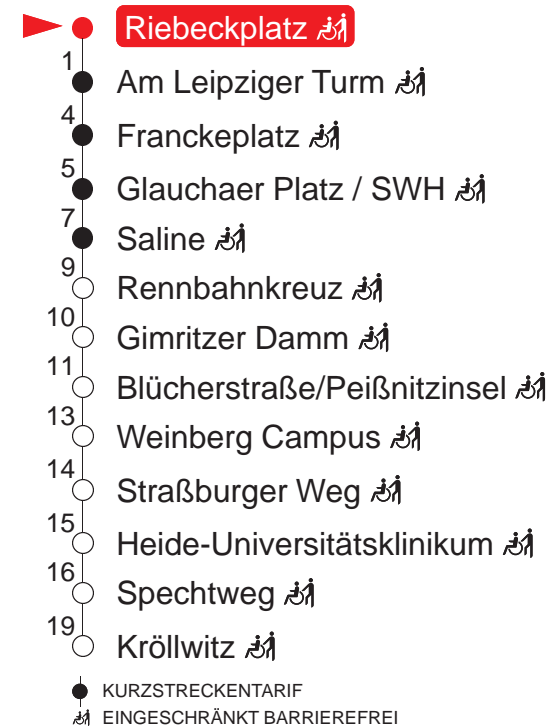 Riebeckplatz
1
Am Leipziger Turm
4
Franckeplatz
5
Glauchaer Platz / SWH
7
Saline
9
Rennbahnkreuz
10
Gimritzer Damm
11
Blücherstraße/Peißnitzinsel
13
Weinberg Campus
14
Straßburger Weg
15
Heide-Universitätsklinikum
16
Spechtweg
19
Kröllwitz
KURZSTRECKENTARIF
EINGESCHRÄNKT BARRIEREFREI